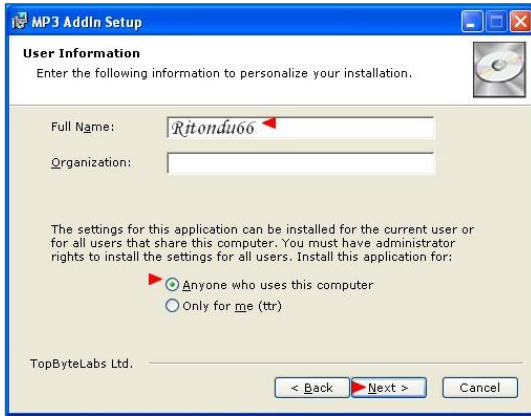 MP3 AddIn Setup
User Information
Enter the following information to personalize your installation.
Full Name:
Ritondu66
Organization:
The settings for this application can be installed for the current user or
for all users that share this computer. You must have administrator
rights to install the settings for all users. Install this application for:
Anyone who uses this computer
Only for me (ttr)
TopByteLabs Ltd.
< Back
Next >
Cancel